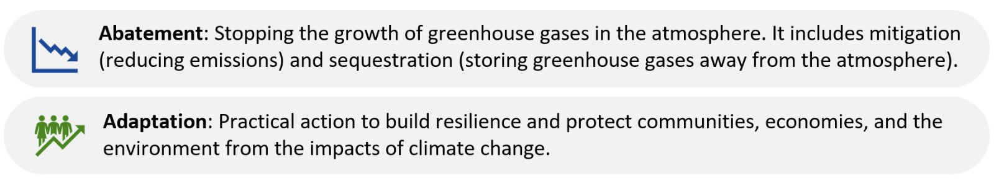 Abatement: Stopping the growth of greenhouse gases in the atmosphere. It includes mitigation
(reducing emissions) and sequestration (storing greenhouse gases away from the atmosphere).
Adaptation: Practical action to build resilience and protect communities, economies, and the
environment from the impacts of climate change.